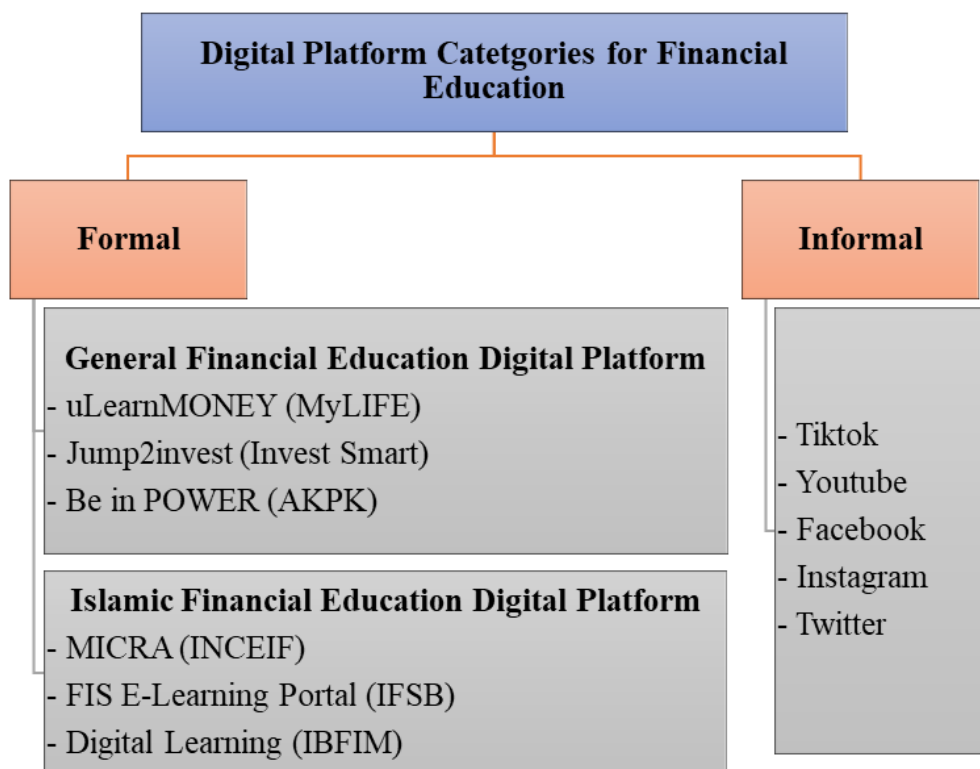 Digital Platform Catetgories for Financial
Education
Formal
General Financial Education Digital Platform
- uLearnMONEY (MyLIFE)
- Jump2invest (Invest Smart)
- Be in POWER (AKPK)
Islamic Financial Education Digital Platform
- MICRA (INCEIF)
- FIS E-Learning Portal (IFSB)
- Digital Learning (IBFIM)
Informal
- Tiktok
- Youtube
- Facebook
- Instagram
- Twitter